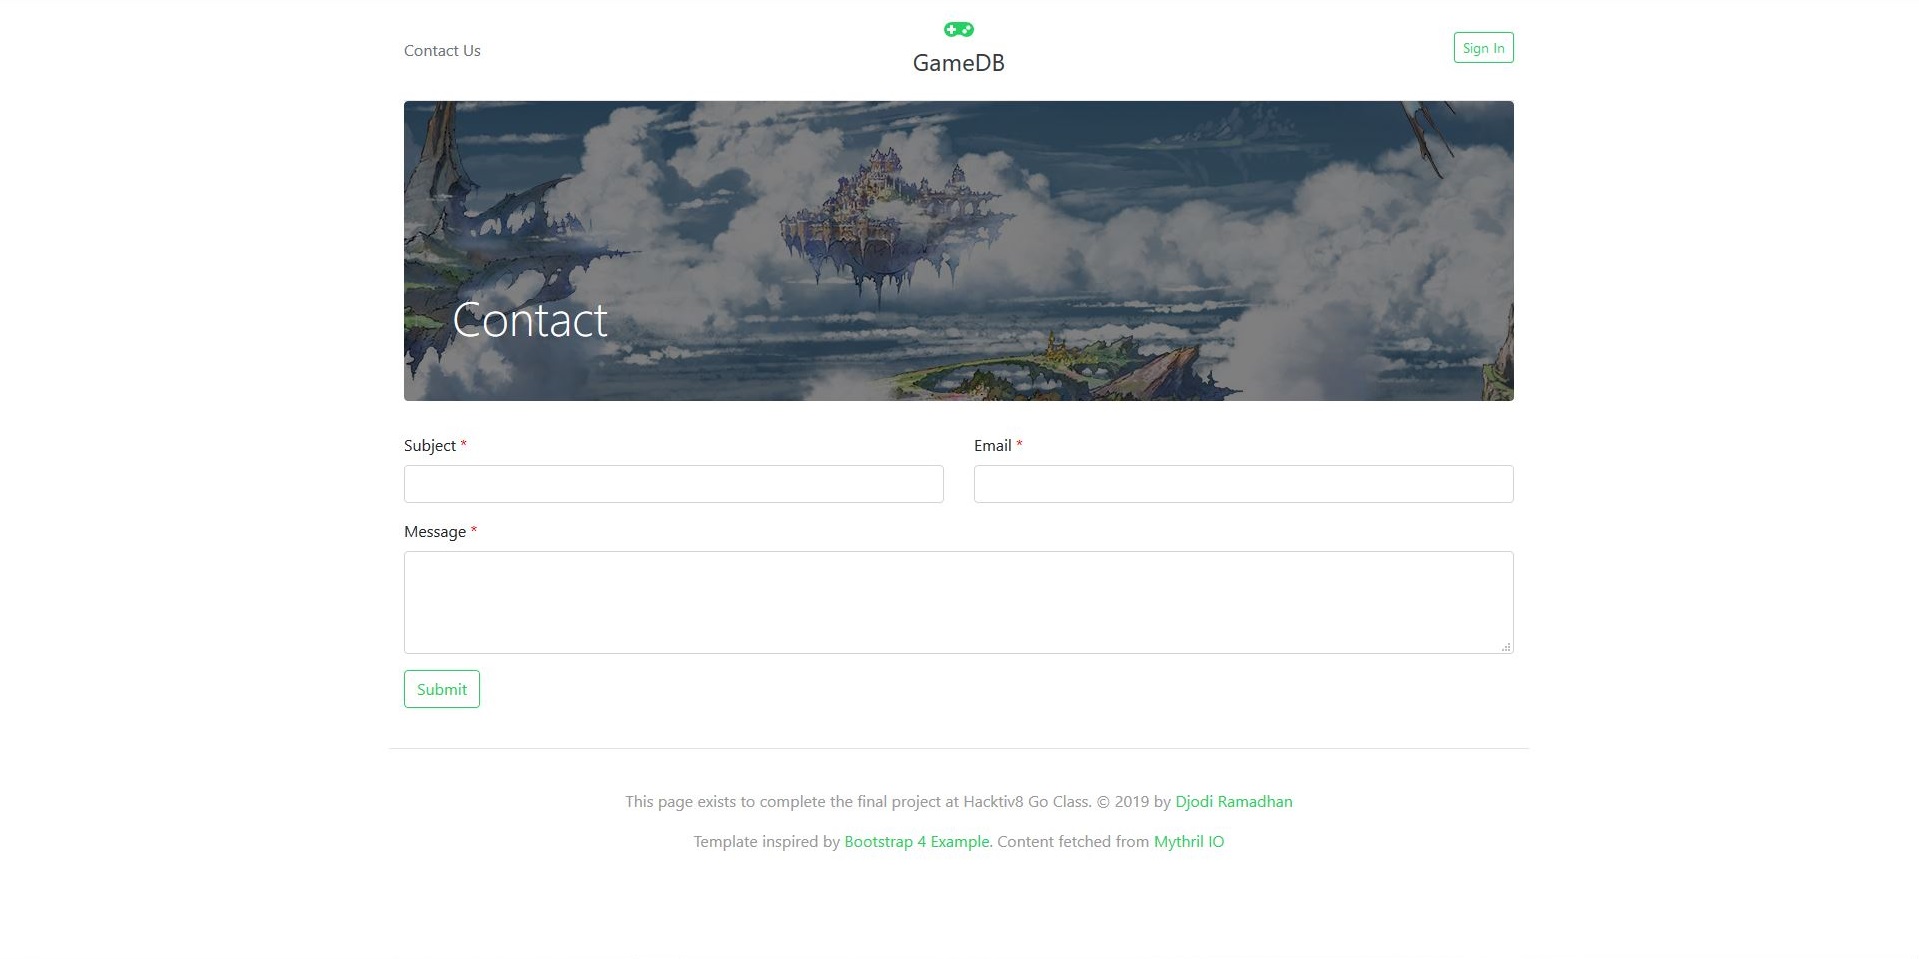 Contact Us
GameDB
Sign In
Contact
Subject *
Email *
Message *
Submit
This page exists to complete the final project at Hacktiv8 Go Class. © 2019 by Djodi Ramadhan
Template inspired by Bootstrap 4 Example. Content fetched from Mythril IO